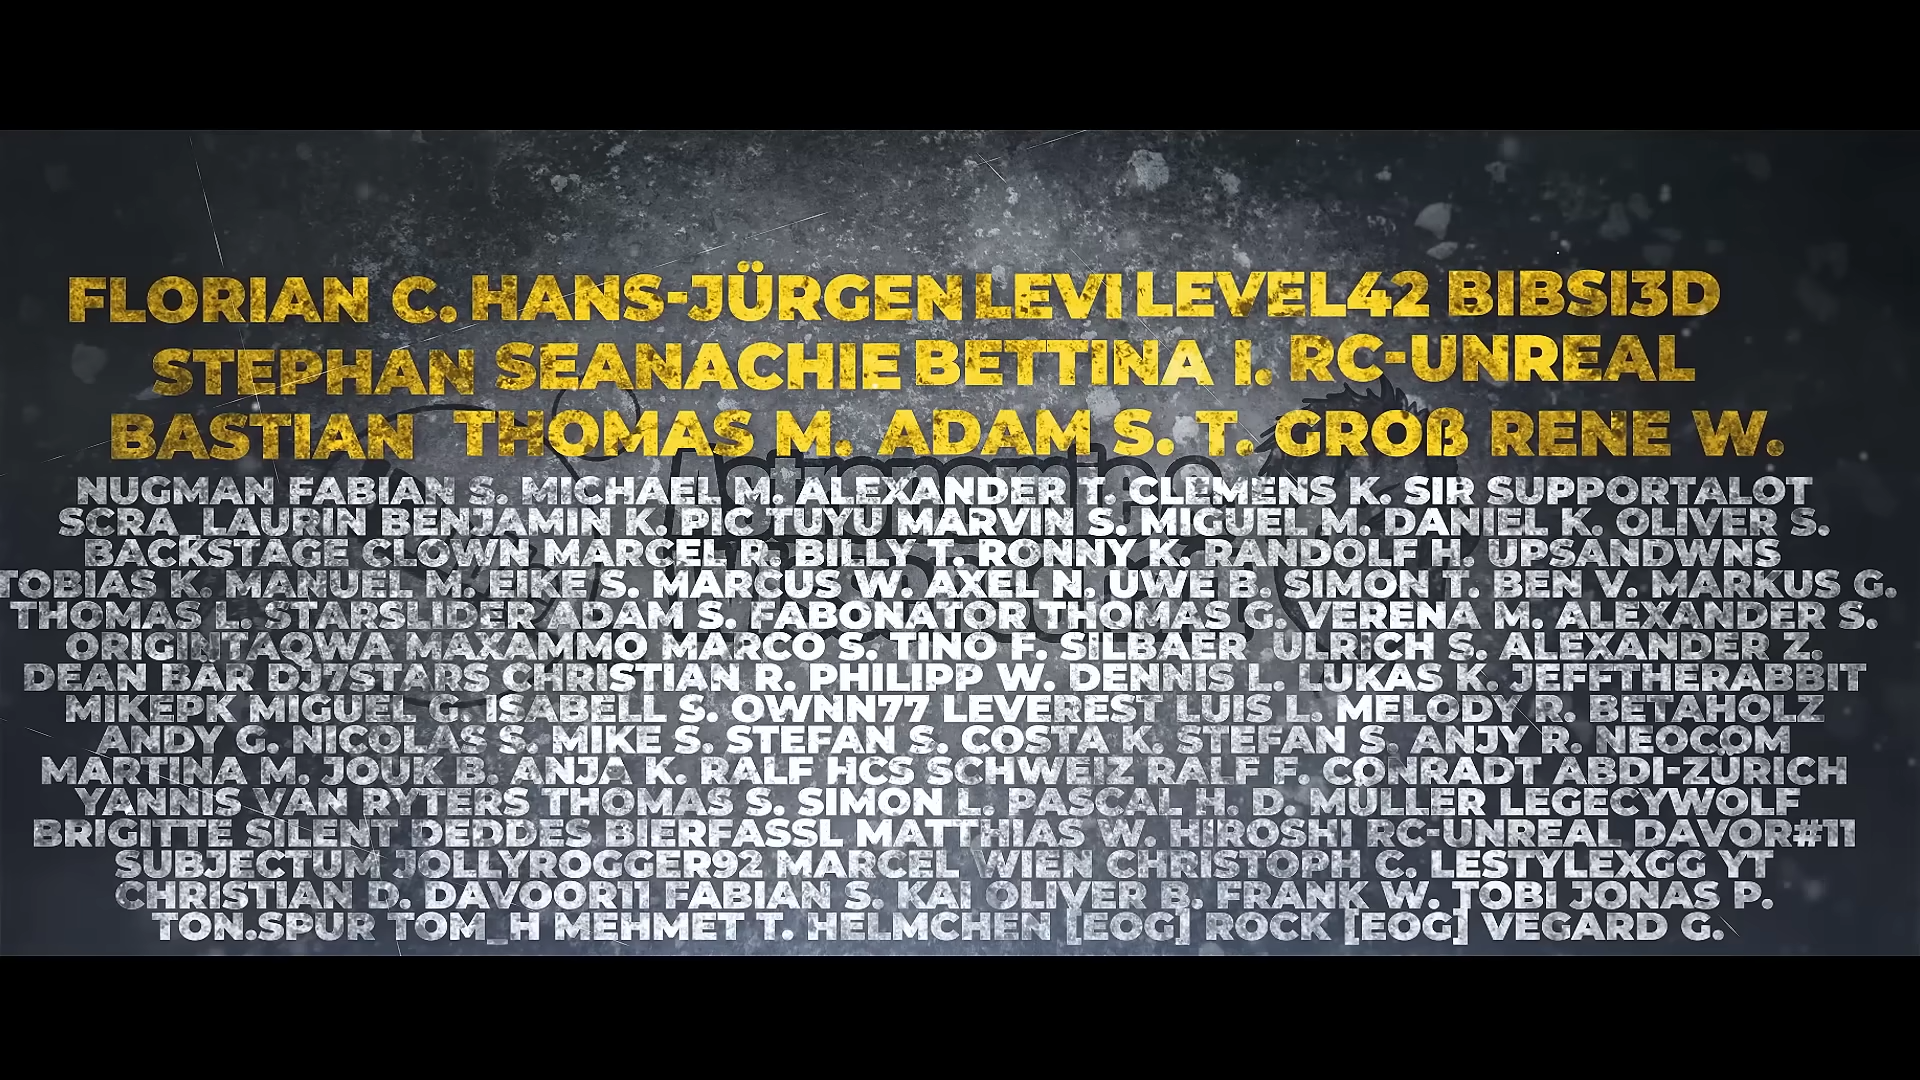 FLORIAN C. HANS-JÜRGEN LEVI LEVEL42 BIBSI3D
STEPHAN SEANACHIE BETTINA I. RC-UNREAL
BASTIAN THOMAS M. ADAM S. T. GROß RENE W.
Astronomie
NUGMAN FABIAN S. MICHAEL M. ALEXANDER T. CLEMENS K. SIR SUPPORTALOT
SCRA_LAURIN BENJAMIN K. PIC TUYU MARVIN S. MIGUEL M. DANIEL K. OLIVER S.
BACKSTAGE CLOWN MARCEL R. BILLY T. RONNY K. RANDOLF H. UPSANDWNS
TOBIAS K. MANUEL M. EIKE S. MARCUS W. AXEL N. UWE B. SIMON T. BEN V. MARKUS G.
THOMAS L. STARSLIDER ADAM S. FABONATOR THOMAS G. VERENA M. ALEXANDER S.
ORIGINTAQWA MAXAMMO MARCO S. TINO F. SILBAER ULRICH S. ALEXANDER Z.
DEAN BÄR DJ7STARS CHRISTIAN R. PHILIPP W. DENNIS L. LUKAS K. JEFFTHERABBIT
MIKEPK MIGUEL G. ISABELL S. OWNN77 LEVEREST LUIS L. MELODY R. BETAHOLZ
ANDY G. NICOLAS S. MIKE S. STEFAN S. COSTA K. STEFAN S. ANJY R. NEOCOM
MARTINA M. JOUK B. ANJA K. RALF HCS SCHWEIZ RALF F. CONRADT ABDI-ZÜRICH
YANNIS VAN RYTERS THOMAS S. SIMON L. PASCAL H. D. MÜLLER LEGECYWOLF
BRIGITTE SILENT DEDDES BIERFASSL MATTHIAS W. HIROSHI RC-UNREAL DAVOR#11
SUBJECTUM JOLLYROGGER92 MARCEL WIEN CHRISTOPH C. LESTYLEXGG YT
CHRISTIAN D. DAVOOR11 FABIAN S. KAI OLIVER B. FRANK W. TOBI JONAS P.
TON.SPUR TOM_H MEHMET T. HELMCHEN [EOG] ROCK [EOG] VEGARD G.